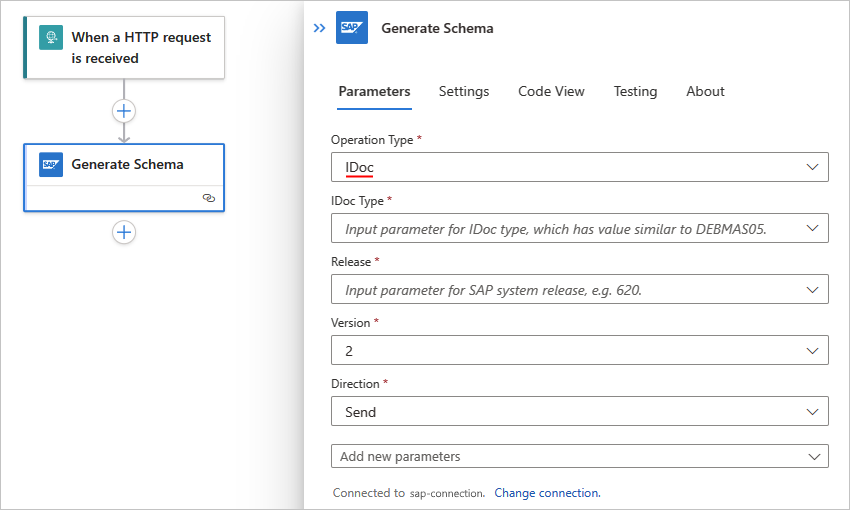 When a HTTP request
is received
SAP Generate Schema
SAP Generate Schema
Parameters Settings Code View Testing About
Operation Type *
IDoc
IDoc Type *
Input parameter for IDoc type, which has value similar to DEBMAS05.
Release *
Input parameter for SAP system release, e.g. 620.
Version *
2
Direction *
Send
Add new parameters
Connected to sap-connection. Change connection.